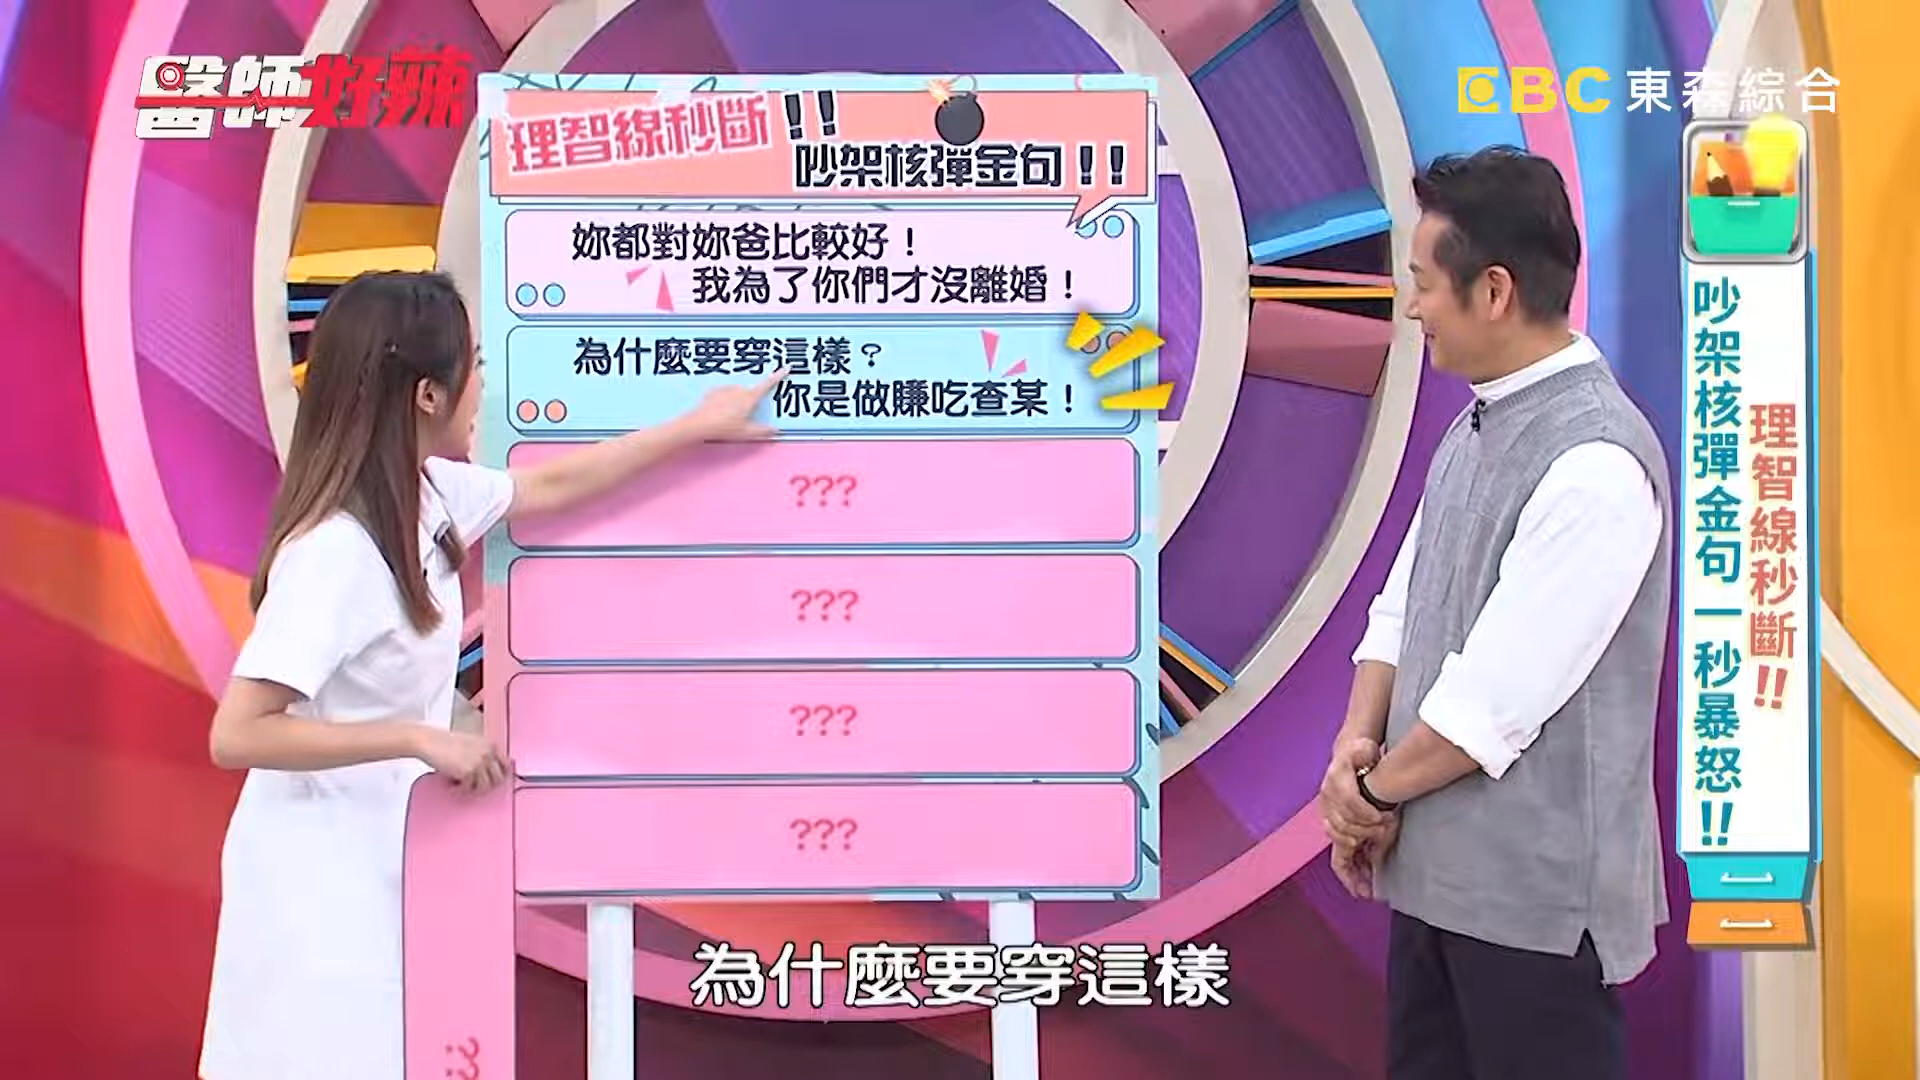 醫師好辣
EBC 東森綜合
理智線秒斷!!
吵架核彈金句!!
妳都對妳爸比較好!
我為了你們才沒離婚!
為什麼要穿這樣?
你是做賺吃查某!
???
???
???
???
??
理智線秒斷!!
吵架核彈金句 一秒暴怒!!
為什麼要穿這樣